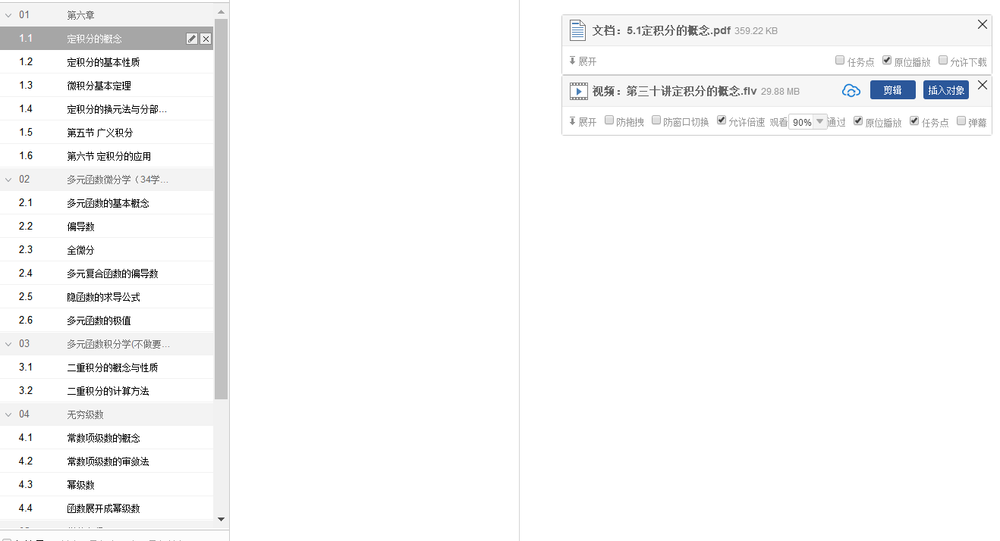 01 第六章
1.1 定积分的概念
1.2 定积分的基本性质
1.3 微积分基本定理
1.4 定积分的换元法与分部...
1.5 第五节 广义积分
1.6 第六节 定积分的应用
02 多元函数微分学（34学...
2.1 多元函数的基本概念
2.2 偏导数
2.3 全微分
2.4 多元复合函数的偏导数
2.5 隐函数的求导公式
2.6 多元函数的极值
03 多元函数积分学(不做要...
3.1 二重积分的概念与性质
3.2 二重积分的计算方法
04 无穷级数
4.1 常数项级数的概念
4.2 常数项级数的审敛法
4.3 幂级数
4.4 函数展开成幂级数
文档：5.1定积分的概念.pdf 359.22 KB
展开 任务点 原位播放 允许下载
视频：第三十讲定积分的概念.flv 29.88 MB 剪辑 插入对象
展开 防拖拽 防窗口切换 允许倍速 观看 90% 通过 原位播放 任务点 弹幕